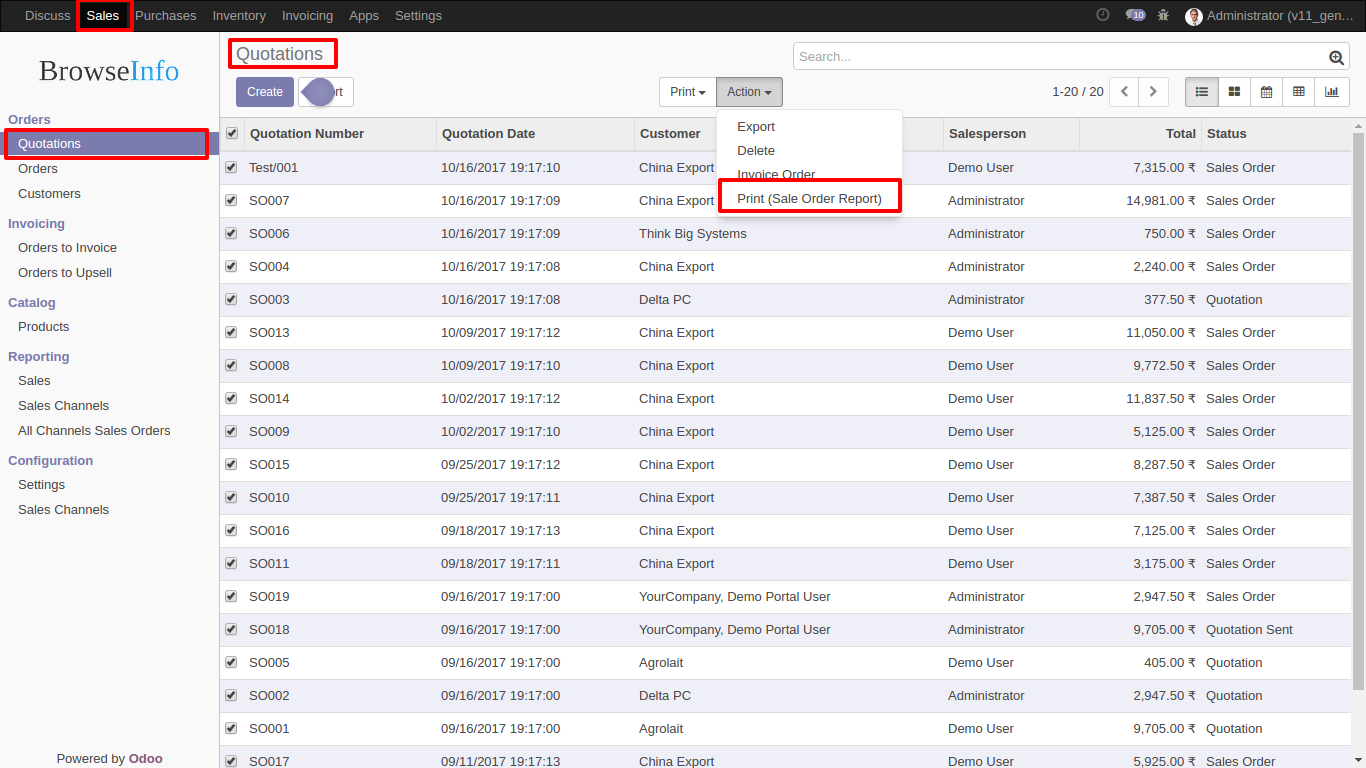 Discuss Sales Purchases Inventory Invoicing Apps Settings 10 Administrator (v11_gen…
BrowseInfo
Quotations
Search...
Create rt Print Action 1-20 / 20
Export
Delete
Invoice Order
Print (Sale Order Report)
Orders
Quotations
Orders
Customers
Invoicing
Orders to Invoice
Orders to Upsell
Catalog
Products
Reporting
Sales
Sales Channels
All Channels Sales Orders
Configuration
Settings
Sales Channels
Powered by Odoo
Quotation Number Quotation Date Customer Salesperson Total Status
Test/001 10/16/2017 19:17:10 China Export Demo User 7,315.00 ₹ Sales Order
SO007 10/16/2017 19:17:09 China Export Administrator 14,981.00 ₹ Sales Order
SO006 10/16/2017 19:17:09 Think Big Systems Administrator 750.00 ₹ Sales Order
SO004 10/16/2017 19:17:08 China Export Administrator 2,240.00 ₹ Sales Order
SO003 10/16/2017 19:17:08 Delta PC Administrator 377.50 ₹ Quotation
SO013 10/09/2017 19:17:12 China Export Demo User 11,050.00 ₹ Sales Order
SO008 10/09/2017 19:17:10 China Export Demo User 9,772.50 ₹ Sales Order
SO014 10/02/2017 19:17:12 China Export Demo User 11,837.50 ₹ Sales Order
SO009 10/02/2017 19:17:10 China Export Demo User 5,125.00 ₹ Sales Order
SO015 09/25/2017 19:17:12 China Export Demo User 8,287.50 ₹ Sales Order
SO010 09/25/2017 19:17:11 China Export Demo User 7,387.50 ₹ Sales Order
SO016 09/18/2017 19:17:13 China Export Demo User 7,125.00 ₹ Sales Order
SO011 09/18/2017 19:17:11 China Export Demo User 3,175.00 ₹ Sales Order
SO019 09/16/2017 19:17:00 YourCompany, Demo Portal User Administrator 2,947.50 ₹ Sales Order
SO018 09/16/2017 19:17:00 YourCompany, Demo Portal User Administrator 9,705.00 ₹ Quotation Sent
SO005 09/16/2017 19:17:00 Agrolait Demo User 405.00 ₹ Quotation
SO002 09/16/2017 19:17:00 Delta PC Administrator 2,947.50 ₹ Quotation
SO001 09/16/2017 19:17:00 Agrolait Demo User 9,705.00 ₹ Quotation
SO017 09/11/2017 19:17:13 China Export Demo User 5,925.00 ₹ Sales Order